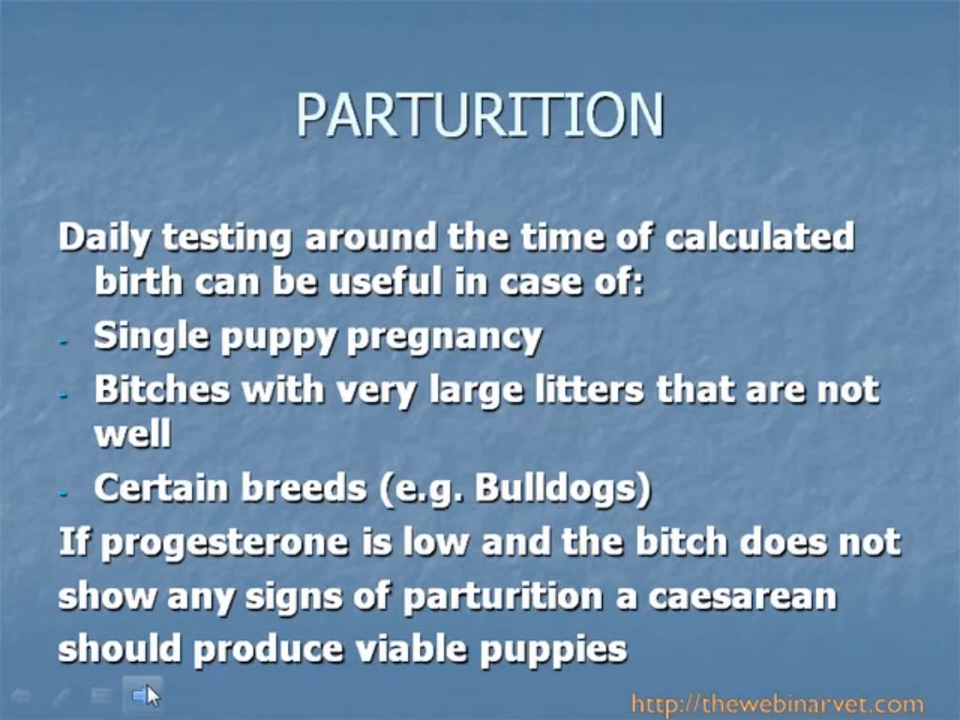 PARTURITION
Daily testing around the time of calculated
birth can be useful in case of:
- Single puppy pregnancy
- Bitches with very large litters that are not
well
- Certain breeds (e.g. Bulldogs)
If progesterone is low and the bitch does not
show any signs of parturition a caesarean
should produce viable puppies
http://thewebinarvet.com